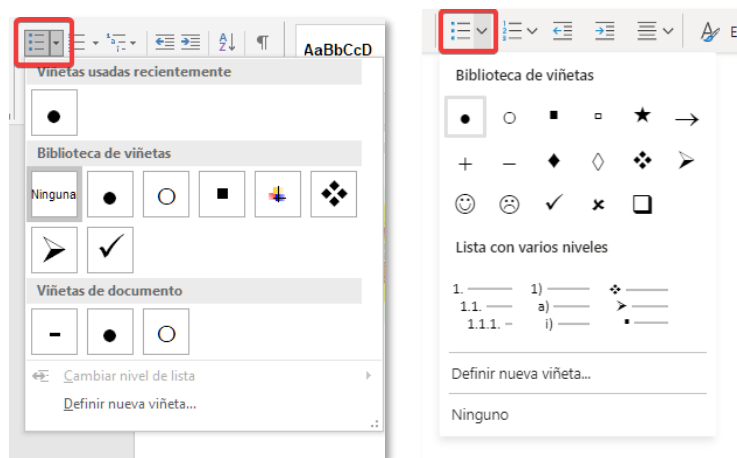 AaBbCcD
Viñetas usadas recientemente
Biblioteca de viñetas
Ninguna
Viñetas de documento
Cambiar nivel de lista
Definir nueva viñeta...
E
Biblioteca de viñetas
Lista con varios niveles
1. 1)
1.1. a)
1.1.1. i)
Definir nueva viñeta...
Ninguno